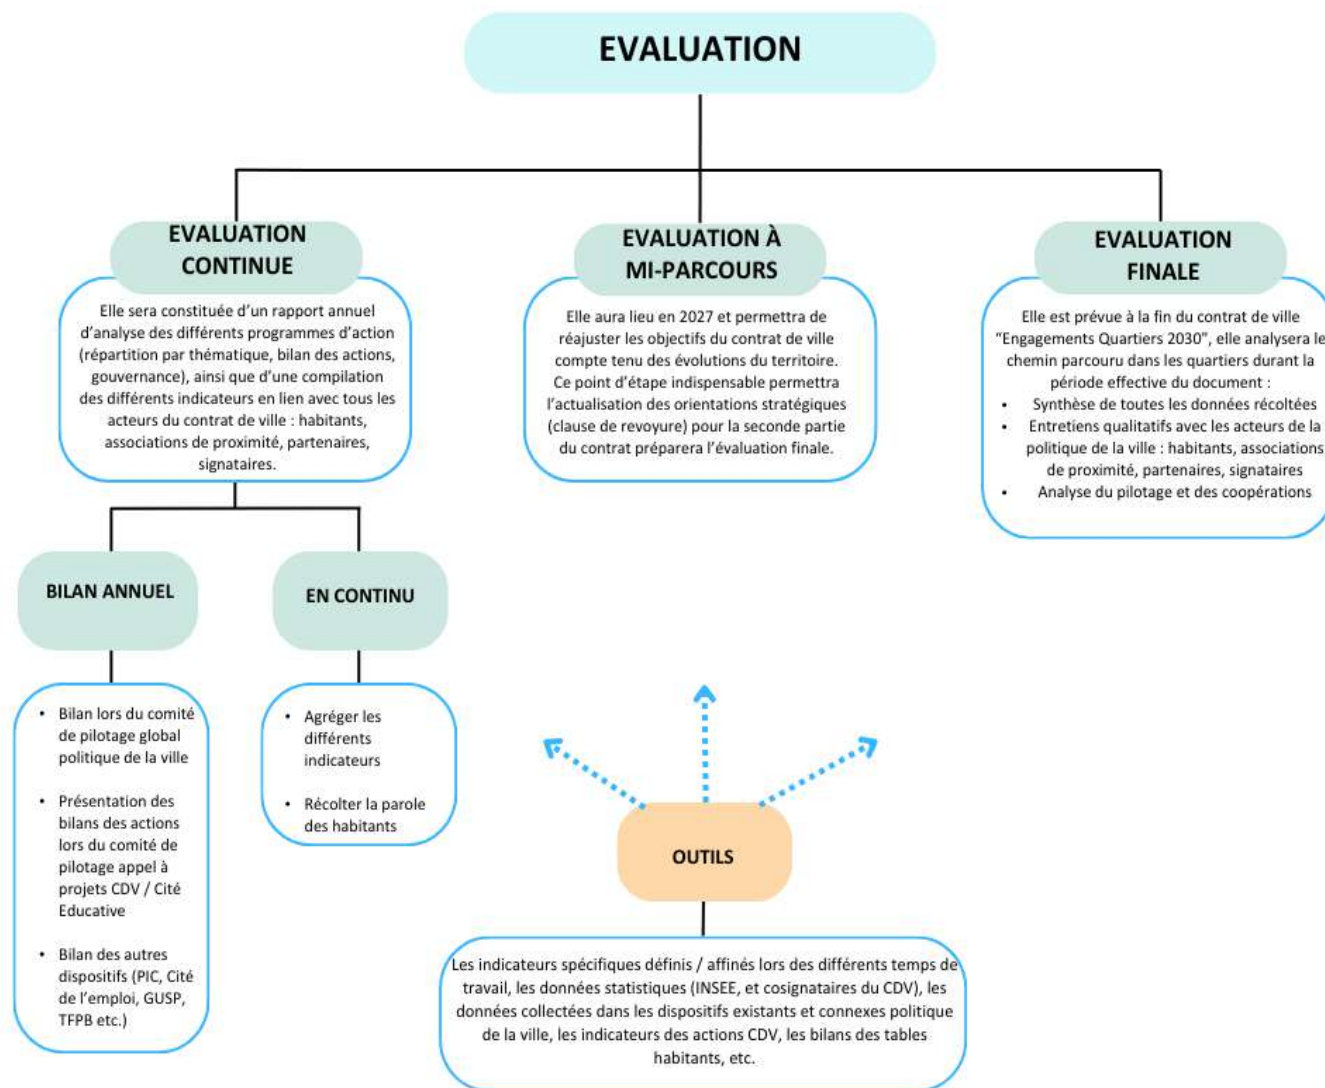 EVALUATION
EVALUATION
CONTINUE
Elle sera constituée d'un rapport annuel
d'analyse des différents programmes d'action
(répartition par thématique, bilan des actions,
gouvernance), ainsi que d'une compilation
des différents indicateurs en lien avec tous les
acteurs du contrat de ville : habitants,
associations de proximité, partenaires,
signataires.
EVALUATION À
MI-PARCOURS
Elle aura lieu en 2027 et permettra de
réajuster les objectifs du contrat de ville
compte tenu des évolutions du territoire.
Ce point d'étape indispensable permettra
l'actualisation des orientations stratégiques
(clause de revoyure) pour la seconde partie
du contrat préparera l'évaluation finale.
EVALUATION
FINALE
Elle est prévue à la fin du contrat de ville
"Engagements Quartiers 2030", elle analysera le
chemin parcouru dans les quartiers durant la
période effective du document :
• Synthèse de toutes les données récoltées
• Entretiens qualitatifs avec les acteurs de la
politique de la ville : habitants, associations
de proximité, partenaires, signataires
• Analyse du pilotage et des coopérations
BILAN ANNUEL
• Bilan lors du comité
de pilotage global
politique de la ville
• Présentation des
bilans des actions
lors du comité de
pilotage appel à
projets CDV / Cité
Educative
• Bilan des autres
dispositifs (PIC, Cité
de l'emploi, GUSP,
TFPB etc.)
EN CONTINU
• Agréger les
différents
indicateurs
• Récolter la parole
des habitants
OUTILS
Les indicateurs spécifiques définis / affinés lors des différents temps de
travail, les données statistiques (INSEE, et cosignataires du CDV), les
données collectées dans les dispositifs existants et connexes politique
de la ville, les indicateurs des actions CDV, les bilans des tables
habitants, etc.